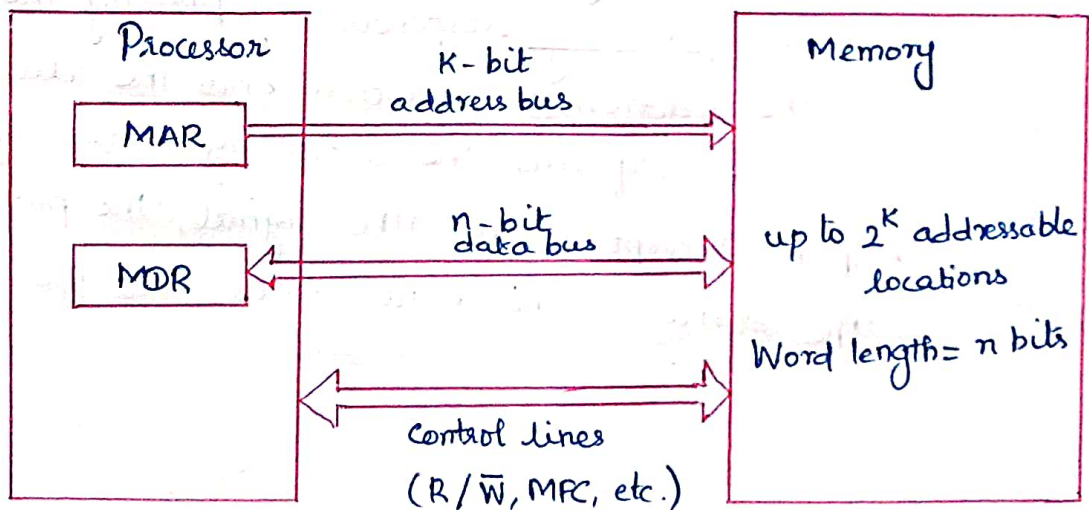 Processor
MAR
MDR
K-bit
address bus
n-bit
data bus
Control lines
(R/W̅, MFC, etc.)
Memory
up to 2^K addressable
locations
Word length= n bits